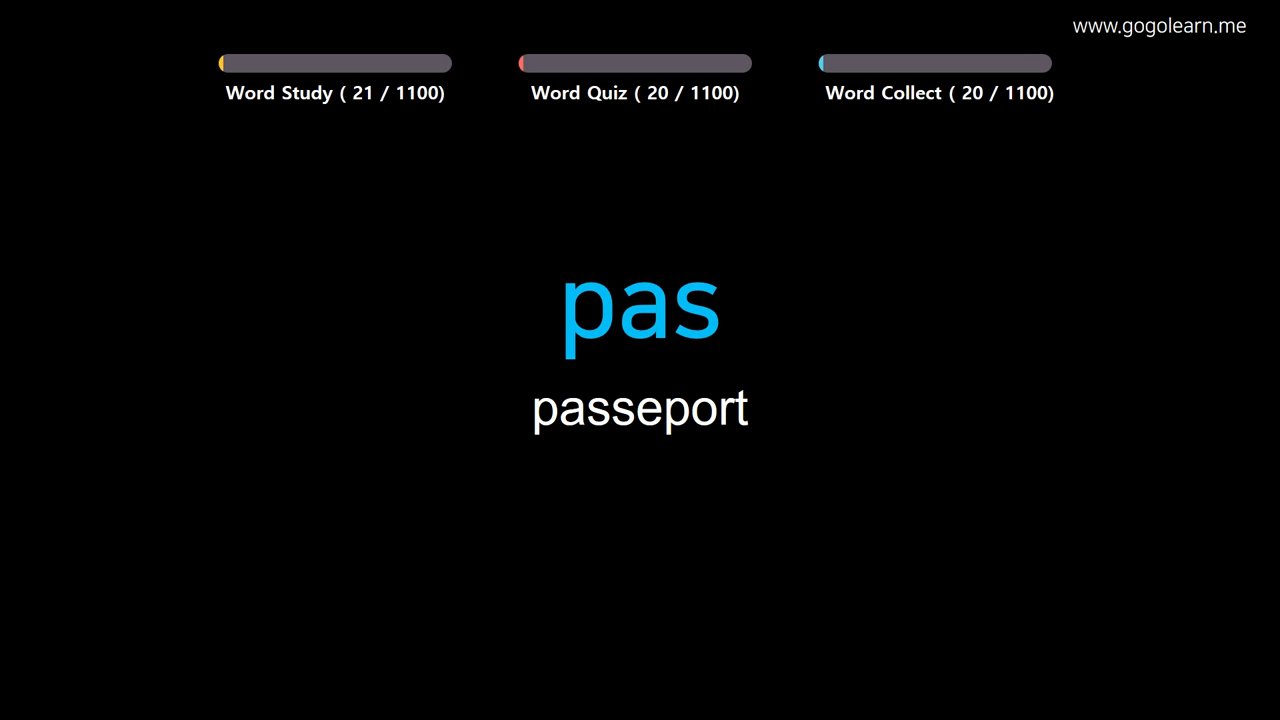 www.gogolearn.me
Word Study ( 21 / 1100)
Word Quiz ( 20 / 1100)
Word Collect ( 20 / 1100)
pas
passeport